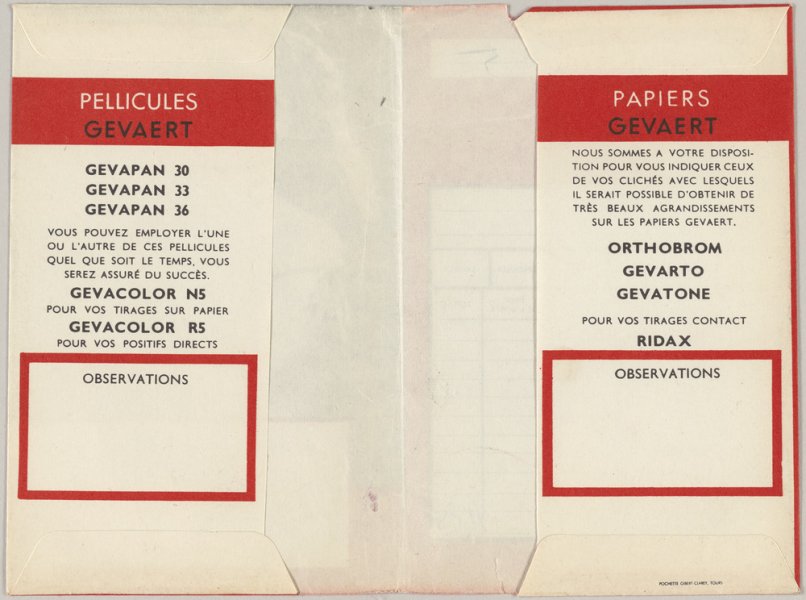 PELLICULES
GEVAERT
GEVAPAN 30
GEVAPAN 33
GEVAPAN 36
VOUS POUVEZ EMPLOYER L'UNE
OU L'AUTRE DE CES PELLICULES
QUEL QUE SOIT LE TEMPS, VOUS
SEREZ ASSURÉ DU SUCCÈS.
GEVACOLOR N5
POUR VOS TIRAGES SUR PAPIER
GEVACOLOR R5
POUR VOS POSITIFS DIRECTS
OBSERVATIONS
PAPIERS
GEVAERT
NOUS SOMMES A VOTRE DISPOSI-
TION POUR VOUS INDIQUER CEUX
DE VOS CLICHÉS AVEC LESQUELS
IL SERAIT POSSIBLE D'OBTENIR DE
TRÈS BEAUX AGRANDISSEMENTS
SUR LES PAPIERS GEVAERT.
ORTHOBROM
GEVARTO
GEVATONE
POUR VOS TIRAGES CONTACT
RIDAX
OBSERVATIONS
POCHETTE GIBERT-CLAREY, TOURS